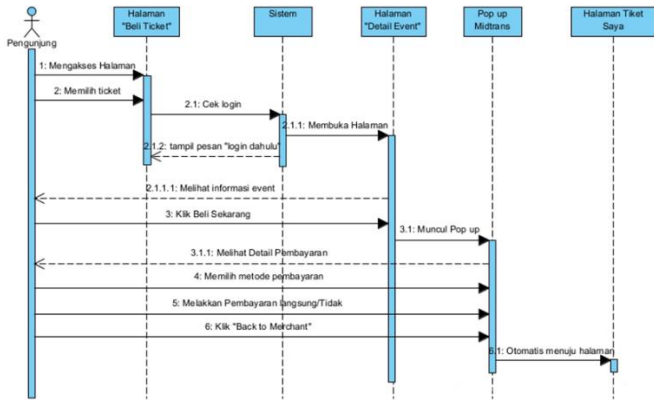 Halaman
"Beli Ticket"
Sistem
Halaman
"Detail Event"
Pop up
Midtrans
Halaman Tiket
Saya
Pengunjung
1: Mengakses Halaman
2: Memilih ticket
2.1: Cek login
2.1.1: Membuka Halaman
2.1.2: tampil pesan "login dahulu"
2.1.1.1: Melihat informasi event
3: Klik Beli Sekarang
3.1: Muncul Pop up
3.1.1: Melihat Detail Pembayaran
4: Memilih metode pembayaran
5: Melakkan Pembayaran langsung/Tidak
6: Klik "Back to Merchant"
6.1: Otomatis menuju halaman